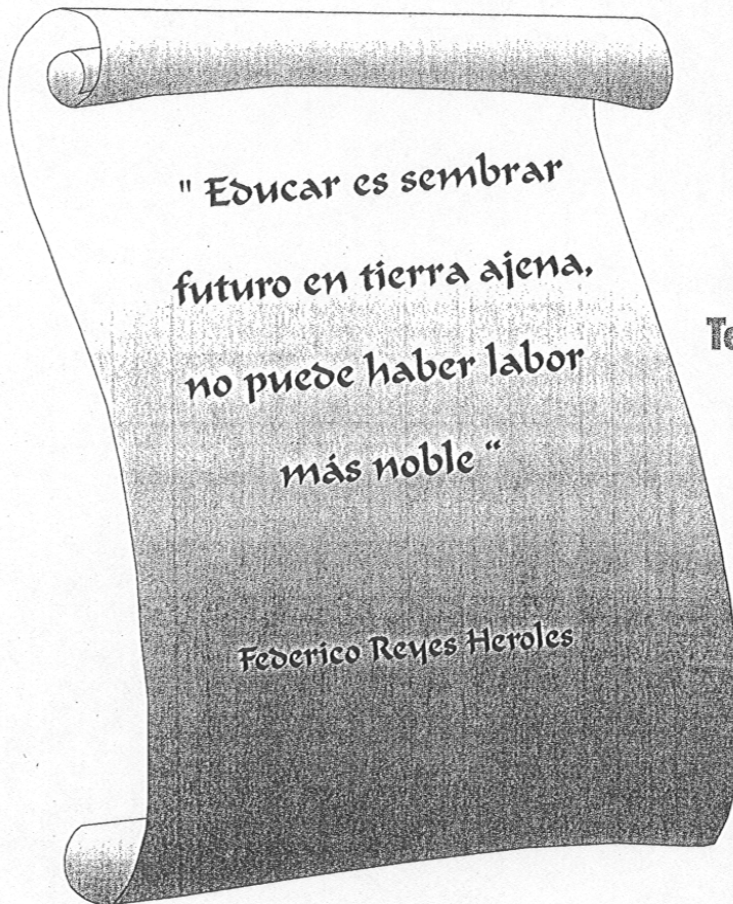 " Educar es sembrar
futuro en tierra ajena,
no puede haber labor
más noble “
Federico Reyes Heroles